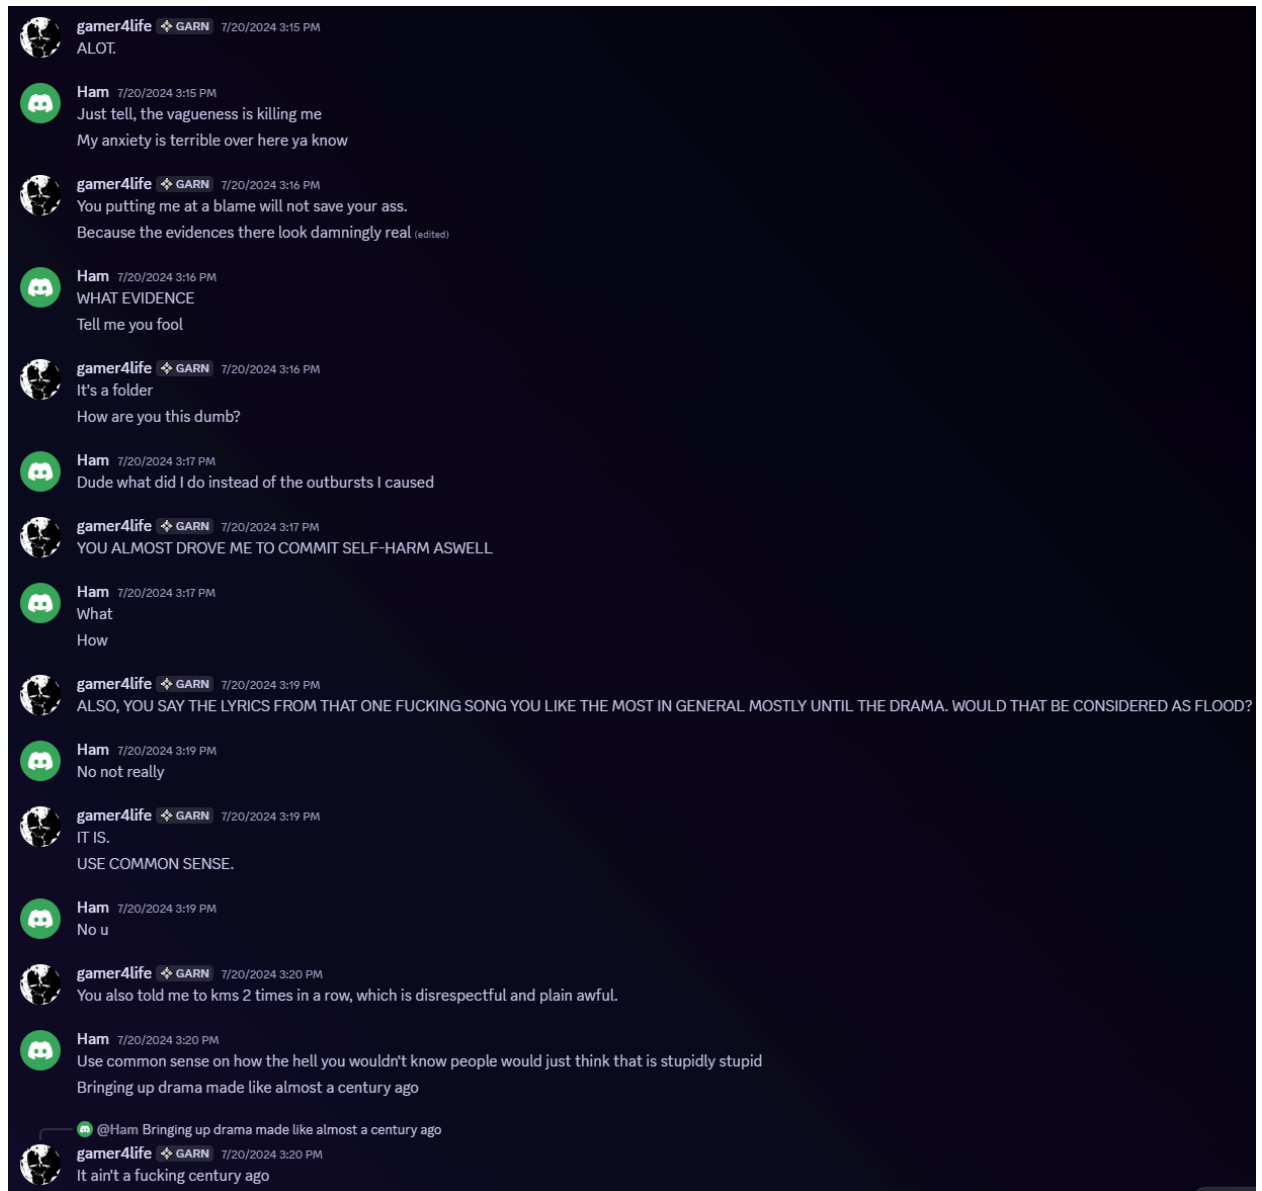 gamer4life GARN 7/20/2024 3:15 PM
ALOT.
Ham 7/20/2024 3:15 PM
Just tell, the vagueness is killing me
My anxiety is terrible over here ya know
gamer4life GARN 7/20/2024 3:16 PM
You putting me at a blame will not save your ass.
Because the evidences there look damningly real (edited)
Ham 7/20/2024 3:16 PM
WHAT EVIDENCE
Tell me you fool
gamer4life GARN 7/20/2024 3:16 PM
It's a folder
How are you this dumb?
Ham 7/20/2024 3:17 PM
Dude what did I do instead of the outbursts I caused
gamer4life GARN 7/20/2024 3:17 PM
YOU ALMOST DROVE ME TO COMMIT SELF-HARM ASWELL
Ham 7/20/2024 3:17 PM
What
How
gamer4life GARN 7/20/2024 3:19 PM
ALSO, YOU SAY THE LYRICS FROM THAT ONE FUCKING SONG YOU LIKE THE MOST IN GENERAL MOSTLY UNTIL THE DRAMA. WOULD THAT BE CONSIDERED AS FLOOD?
Ham 7/20/2024 3:19 PM
No not really
gamer4life GARN 7/20/2024 3:19 PM
IT IS.
USE COMMON SENSE.
Ham 7/20/2024 3:19 PM
No u
gamer4life GARN 7/20/2024 3:20 PM
You also told me to kms 2 times in a row, which is disrespectful and plain awful.
Ham 7/20/2024 3:20 PM
Use common sense on how the hell you wouldn't know people would just think that is stupidly stupid
Bringing up drama made like almost a century ago
@Ham Bringing up drama made like almost a century ago
gamer4life GARN 7/20/2024 3:20 PM
It ain't a fucking century ago